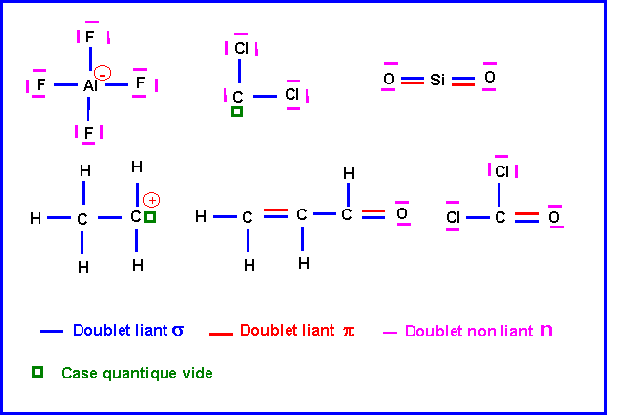 F
F Al - F
F
Cl
C Cl
O Si O
H H
H C C +
H H
H
H C C C O
H H
Cl
Cl C O
Doublet liant σ
Doublet liant π
Doublet non liant n
Case quantique vide